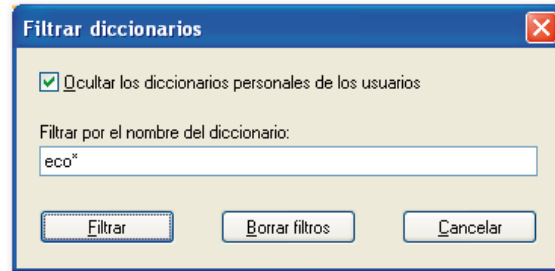 Filtrar diccionarios
Ocultar los diccionarios personales de los usuarios
Filtrar por el nombre del diccionario:
eco*
Filtrar Borrar filtros Cancelar